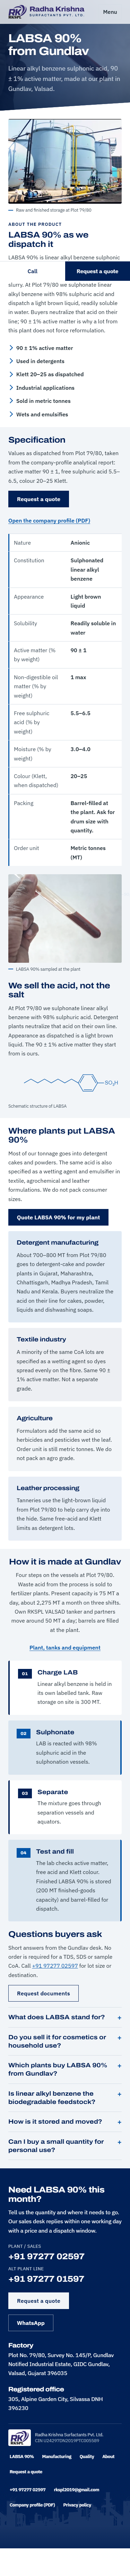 RKSPL
Radha Krishna
SURFACTANTS PVT. LTD.
Menu
LABSA 90%
from Gundlav
Linear alkyl benzene sulphonic acid, 90
± 1% active matter, made at our plant in
Gundlav, Valsad.
Raw and finished storage at Plot 79/80
ABOUT THE PRODUCT
LABSA 90% as we
dispatch it
LABSA 90% is linear alkyl benzene sulphonic
Call
Request a quote
slurry. At Plot 79/80 we sulphonate linear
alkyl benzene with 98% sulphuric acid and
dispatch a light brown liquid, readily soluble
in water. Buyers neutralise that acid on their
line; 90 ± 1% active matter is why a lot from
this plant does not force reformulation.
90 ± 1% active matter
Used in detergents
Klett 20–25 as dispatched
Industrial applications
Sold in metric tonnes
Wets and emulsifies
Specification
Values as dispatched from Plot 79/80, taken
from the company-profile analytical report:
active matter 90 ± 1, free sulphuric acid 5.5–
6.5, colour 20–25 Klett.
Request a quote
Open the company profile (PDF)
Nature
Anionic
Constitution
Sulphonated
linear alkyl
benzene
Appearance
Light brown
liquid
Solubility
Readily soluble in
water
Active matter (%
by weight)
90 ± 1
Non-digestible oil
matter (% by
weight)
1 max
Free sulphuric
acid (% by
weight)
5.5–6.5
Moisture (% by
weight)
3.0–4.0
Colour (Klett,
when dispatched)
20–25
Packing
Barrel-filled at
the plant. Ask for
drum size with
quantity.
Order unit
Metric tonnes
(MT)
LABSA 90% sampled at the plant
We sell the acid, not the
salt
At Plot 79/80 we sulphonate linear alkyl
benzene with 98% sulphuric acid. Detergent
plants neutralise that acid on their own line.
Appearance as dispatched is a light brown
liquid. The 90 ± 1% active matter they start
from is ours.
SO3H
Schematic structure of LABSA
Where plants put LABSA
90%
Most of our tonnage goes into detergent
cakes and powders. The same acid is also
used as a wetting agent and emulsifier in
textile, agrochemical and leather
formulations. We do not pack consumer
sizes.
Quote LABSA 90% for my plant
Detergent manufacturing
About 700–800 MT from Plot 79/80
goes to detergent-cake and powder
plants in Gujarat, Maharashtra,
Chhattisgarh, Madhya Pradesh, Tamil
Nadu and Kerala. Buyers neutralize the
acid on their line for cakes, powder,
liquids and dishwashing soaps.
Textile industry
A minority of the same CoA lots are
specified as a wetting agent so dyes
spread evenly on the fibre. Same 90 ±
1% active matter. Not a separate
grade.
Agriculture
Formulators add the same acid so
herbicides and pesticides wet the leaf.
Order unit is still metric tonnes. We do
not pack an agro grade.
Leather processing
Tanneries use the light-brown liquid
from Plot 79/80 to help carry dye into
the hide. Same free-acid and Klett
limits as detergent lots.
How it is made at Gundlav
Four steps on the vessels at Plot 79/80.
Waste acid from the process is sold to
fertilizer plants. Present capacity is 75 MT a
day, about 2,275 MT a month on three shifts.
Own RKSPL VALSAD tanker and partners
move around 50 MT a day; barrels are filled
at the plant.
Plant, tanks and equipment
01
Charge LAB
Linear alkyl benzene is held in
its own labelled tank. Raw
storage on site is 300 MT.
02
Sulphonate
LAB is reacted with 98%
sulphuric acid in the
sulphonation vessels.
03
Separate
The mixture goes through
separation vessels and
aquators.
04
Test and fill
The lab checks active matter,
free acid and Klett colour.
Finished LABSA 90% is stored
(200 MT finished-goods
capacity) and barrel-filled for
dispatch.
Questions buyers ask
Short answers from the Gundlav desk. No
order is required for a TDS, SDS or sample
CoA. Call +91 97277 02597 for lot size or
destination.
Request documents
What does LABSA stand for? +
Do you sell it for cosmetics or
household use? +
Which plants buy LABSA 90%
from Gundlav? +
Is linear alkyl benzene the
biodegradable feedstock? +
How is it stored and moved? +
Can I buy a small quantity for
personal use? +
Need LABSA 90% this
month?
Tell us the quantity and where it needs to go.
Our sales desk replies within one working day
with a price and a dispatch window.
PLANT / SALES
+91 97277 02597
ALT PLANT LINE
+91 97277 01597
Request a quote
WhatsApp
Factory
Plot No. 79/80, Survey No. 145/P, Gundlav
Notified Industrial Estate, GIDC Gundlav,
Valsad, Gujarat 396035
Registered office
305, Alpine Garden City, Silvassa DNH
396230
RKSPL
Radha Krishna Surfactants Pvt. Ltd.
LABSA 90%
Manufacturing
Quality
About
Request a quote
+91 97277 02597
rkspl2019@gmail.com
Company profile (PDF)
Privacy policy